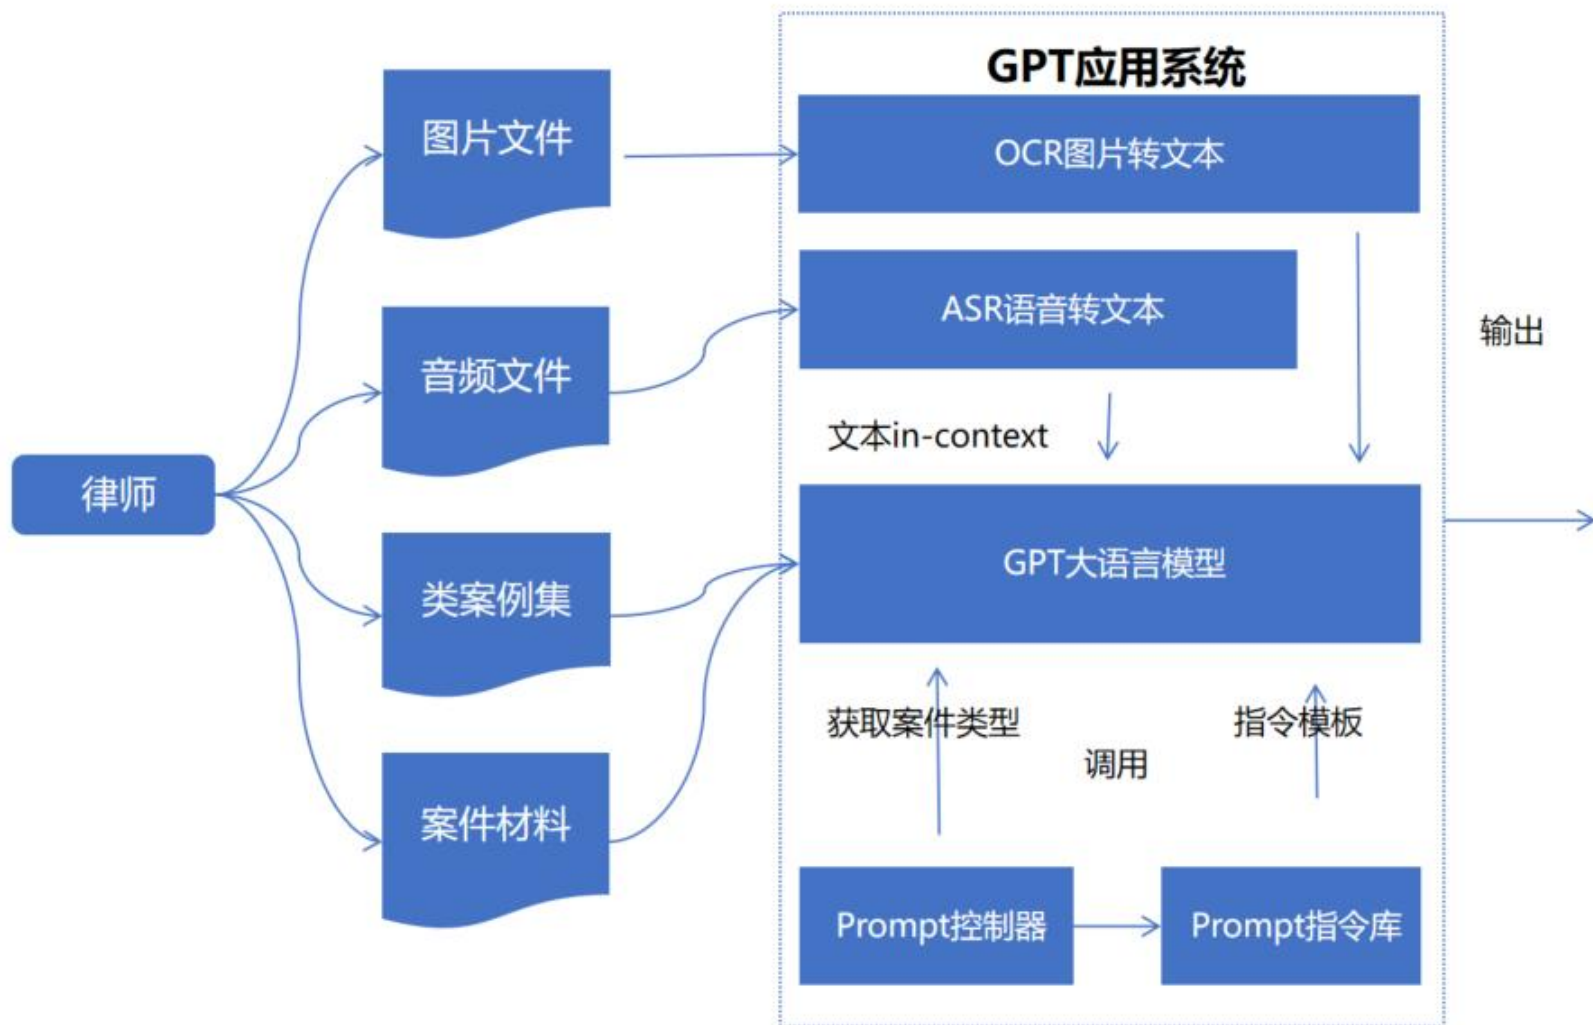 GPT应用系统
图片文件
OCR图片转文本
音频文件
ASR语音转文本
输出
文本in-context
律师
类案例集
GPT大语言模型
获取案件类型
指令模板
调用
案件材料
Prompt控制器
Prompt指令库